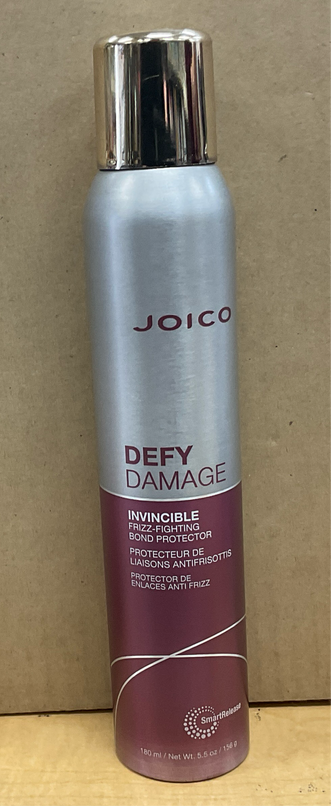 JOICO
DEFY
DAMAGE
INVINCIBLE
FRIZZ-FIGHTING
BOND PROTECTOR
PROTECTEUR DE
LIAISONS ANTIFRISOTTIS
PROTECTOR DE
ENLACES ANTI FRIZZ
SmartRelease
180 ml / Net Wt. 5.5 oz / 156 g